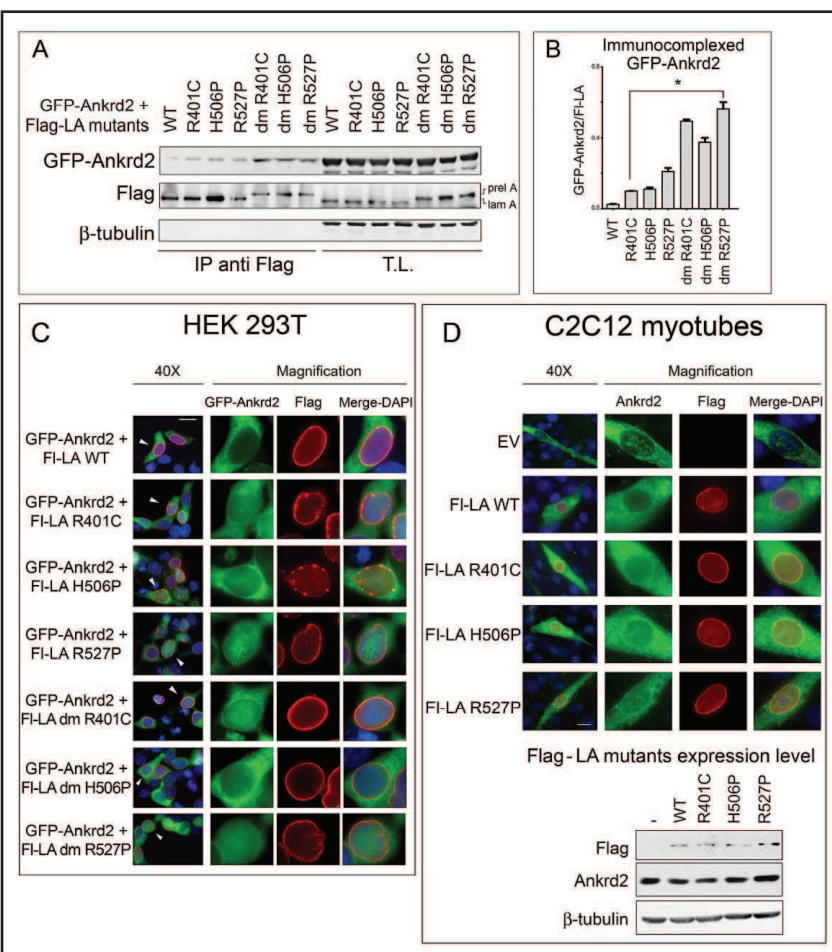 A
GFP-Ankrd2 +
Flag-LA mutants
WT
R401C
H506P
R527P
dm R401C
dm H506P
dm R527P
WT
R401C
H506P
R527P
dm R401C
dm H506P
dm R527P
GFP-Ankrd2
Flag
prel A
lam A
β-tubulin
IP anti Flag
T.L.
B
Immunocomplexed
GFP-Ankrd2
GFP-Ankrd2/Fl-LA
0.8
0.4
0.0
*
WT
R401C
H506P
R527P
dm R401C
dm H506P
dm R527P
C
HEK 293T
40X
Magnification
GFP-Ankrd2
Flag
Merge-DAPI
GFP-Ankrd2 +
Fl-LA WT
GFP-Ankrd2 +
Fl-LA R401C
GFP-Ankrd2 +
Fl-LA H506P
GFP-Ankrd2 +
Fl-LA R527P
GFP-Ankrd2 +
Fl-LA dm R401C
GFP-Ankrd2 +
Fl-LA dm H506P
GFP-Ankrd2 +
Fl-LA dm R527P
D
C2C12 myotubes
40X
Magnification
Ankrd2
Flag
Merge-DAPI
EV
Fl-LA WT
Fl-LA R401C
Fl-LA H506P
Fl-LA R527P
Flag-LA mutants expression level
-
WT
R401C
H506P
R527P
Flag
Ankrd2
β-tubulin